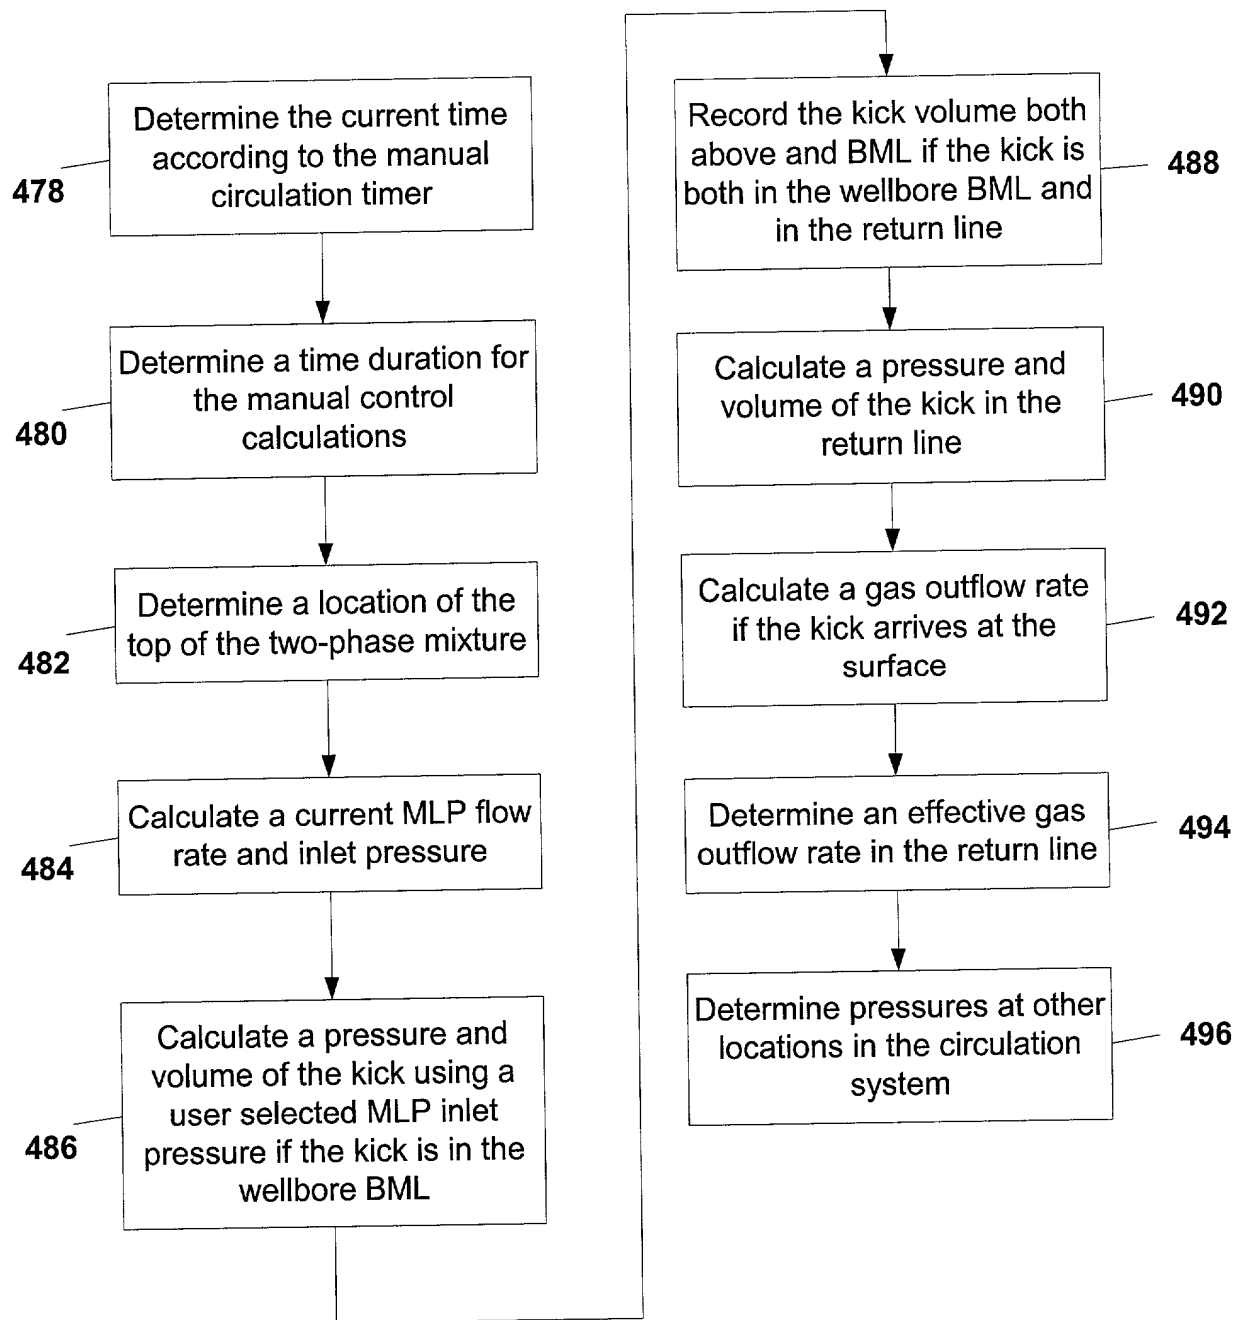 Determine the current time
according to the manual
circulation timer
478
Determine a time duration for
the manual control
calculations
480
Determine a location of the
top of the two-phase mixture
482
Calculate a current MLP flow
rate and inlet pressure
484
Calculate a pressure and
volume of the kick using a
user selected MLP inlet
pressure if the kick is in the
wellbore BML
486
Record the kick volume both
above and BML if the kick is
both in the wellbore BML and
in the return line
488
Calculate a pressure and
volume of the kick in the
return line
490
Calculate a gas outflow rate
if the kick arrives at the
surface
492
Determine an effective gas
outflow rate in the return line
494
Determine pressures at other
locations in the circulation
system
496